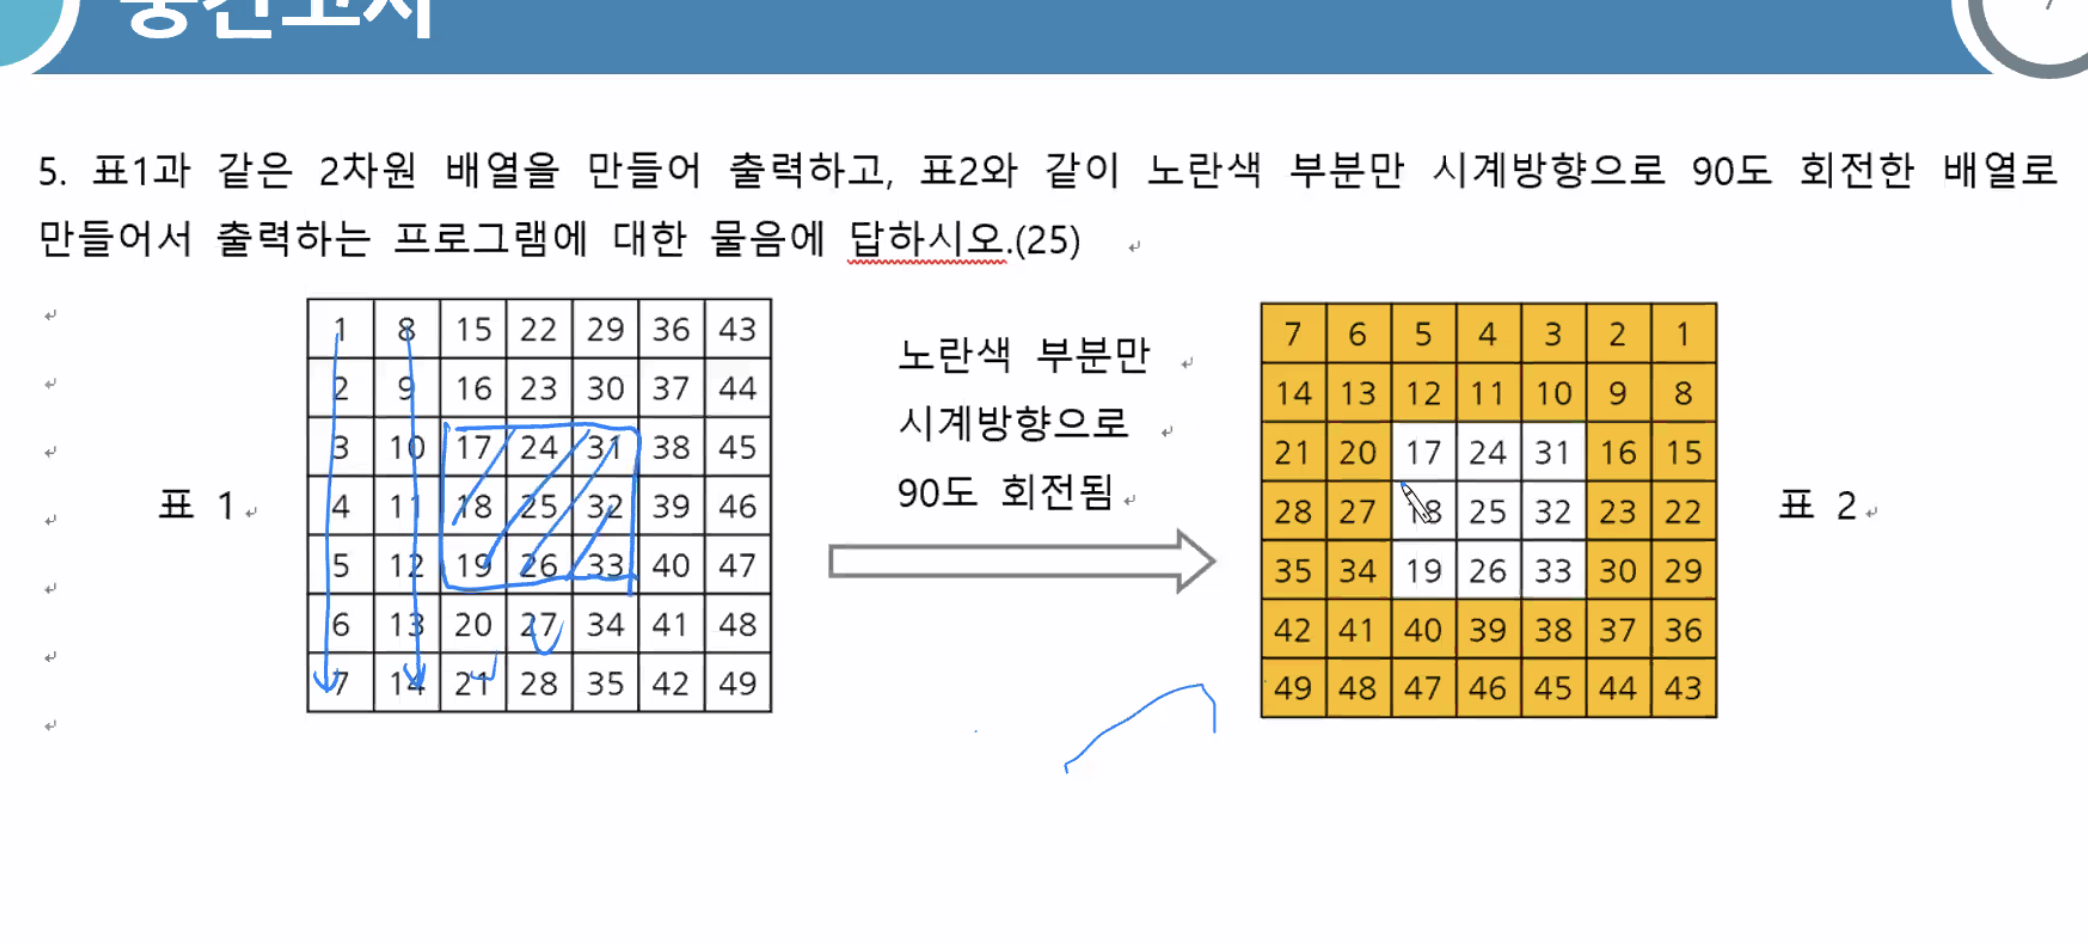 중간고사
5. 표1과 같은 2차원 배열을 만들어 출력하고, 표2와 같이 노란색 부분만 시계방향으로 90도 회전한 배열로
만들어서 출력하는 프로그램에 대한 물음에 답하시오.(25)
표 1
1 8 15 22 29 36 43
2 9 16 23 30 37 44
3 10 17 24 31 38 45
4 11 18 25 32 39 46
5 12 19 26 33 40 47
6 13 20 27 34 41 48
7 14 21 28 35 42 49
노란색 부분만
시계방향으로
90도 회전됨
7 6 5 4 3 2 1
14 13 12 11 10 9 8
21 20 17 24 31 16 15
28 27 18 25 32 23 22
35 34 19 26 33 30 29
42 41 40 39 38 37 36
49 48 47 46 45 44 43
표 2